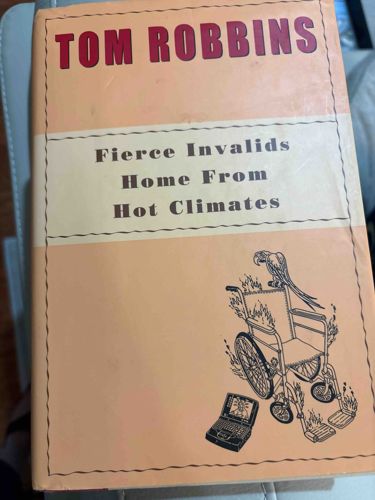 TOM ROBBINS
Fierce Invalids
Home From
Hot Climates